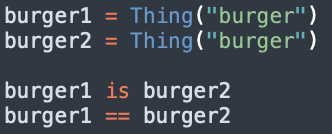 burger1 = Thing("burger")
burger2 = Thing("burger")
burger1 is burger2
burger1 == burger2